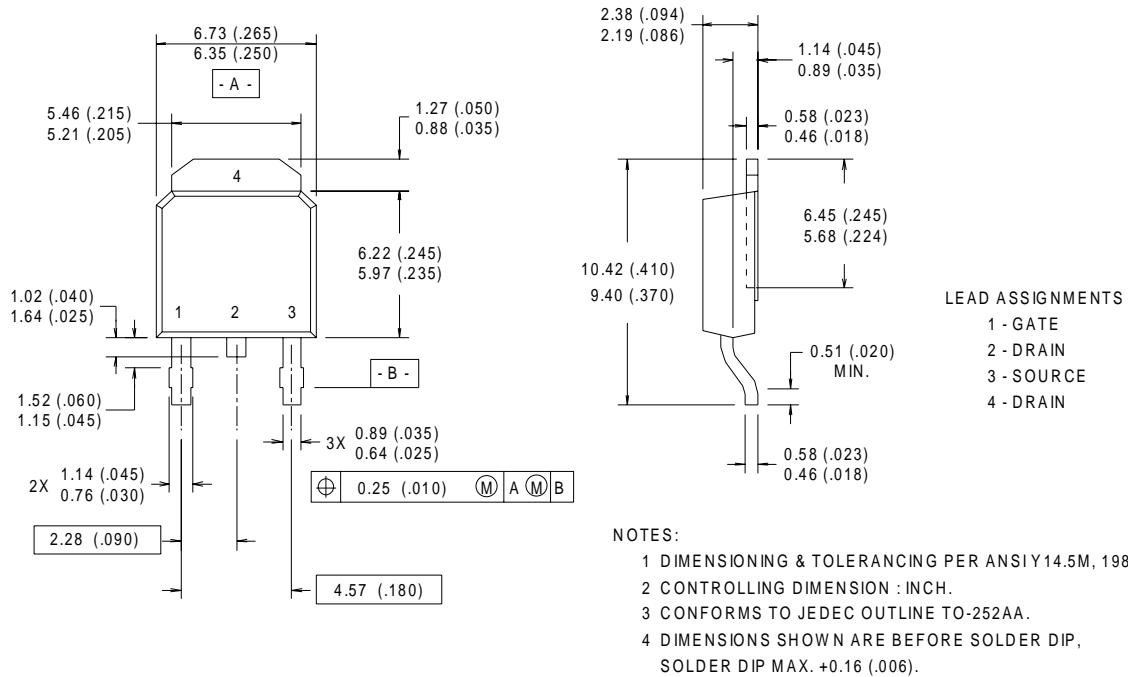 6.73 (.265)
6.35 (.250)
- A -
5.46 (.215)
5.21 (.205)
1.27 (.050)
0.88 (.035)
4
6.22 (.245)
5.97 (.235)
1.02 (.040)
1.64 (.025)
1 2 3
- B -
1.52 (.060)
1.15 (.045)
3X 0.89 (.035)
0.64 (.025)
2X 1.14 (.045)
0.76 (.030)
⌖ 0.25 (.010) Ⓜ A Ⓜ B
2.28 (.090)
4.57 (.180)
2.38 (.094)
2.19 (.086)
1.14 (.045)
0.89 (.035)
0.58 (.023)
0.46 (.018)
6.45 (.245)
5.68 (.224)
10.42 (.410)
9.40 (.370)
0.51 (.020)
MIN.
0.58 (.023)
0.46 (.018)
LEAD ASSIGNMENTS
1 - GATE
2 - DRAIN
3 - SOURCE
4 - DRAIN
NOTES:
1 DIMENSIONING & TOLERANCING PER ANSI Y14.5M, 198
2 CONTROLLING DIMENSION : INCH.
3 CONFORMS TO JEDEC OUTLINE TO-252AA.
4 DIMENSIONS SHOWN ARE BEFORE SOLDER DIP,
SOLDER DIP MAX. +0.16 (.006).